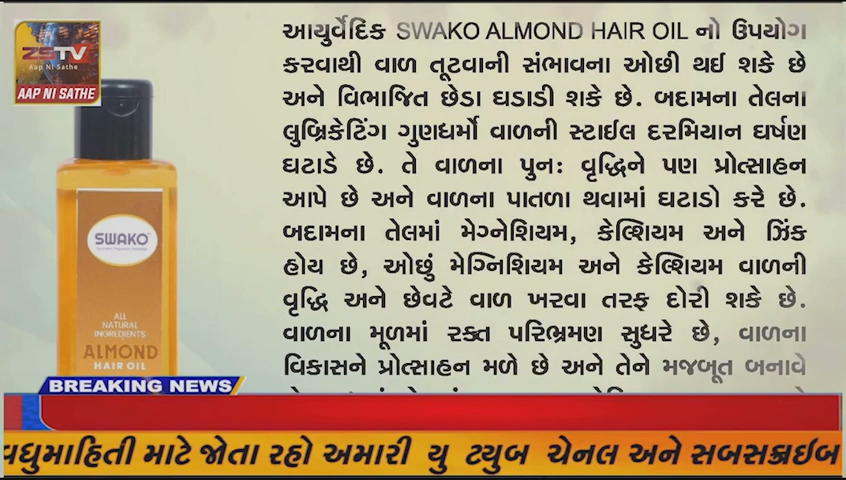 ZSTV
Aap Ni Sathe
AAP NI SATHE
આયુર્વેદિક SWAKO ALMOND HAIR OIL નો ઉપયોગ
કરવાથી વાળ તૂટવાની સંભાવના ઓછી થઈ શકે છે
અને વિભાજિત છેડા ઘડાડી શકે છે. બદામના તેલના
લુબ્રિકેટિંગ ગુણધર્મો વાળની સ્ટાઈલ દરમિયાન ઘર્ષણ
ઘટાડે છે. તે વાળના પુનઃ વૃદ્ધિને પણ પ્રોત્સાહન
આપે છે અને વાળના પાતળા થવામાં ઘટાડો કરે છે.
બદામના તેલમાં મેગ્નેશિયમ, કેલ્શિયમ અને ઝિંક
હોય છે, ઓછું મેગ્નિશિયમ અને કેલ્શિયમ વાળની
વૃદ્ધિ અને છેવટે વાળ ખરવા તરફ દોરી શકે છે.
વાળના મૂળમાં રક્ત પરિભ્રમણ સુધરે છે, વાળના
વિકાસને પ્રોત્સાહન મળે છે અને તેને મજબૂત બનાવે
SWAKO
ALL
NATURAL
INGREDIENTS
ALMOND
HAIR OIL
BREAKING NEWS
વધુમાહિતી માટે જોતા રહો અમારી યુ ટ્યુબ ચેનલ અને સબસક્રાઇબ